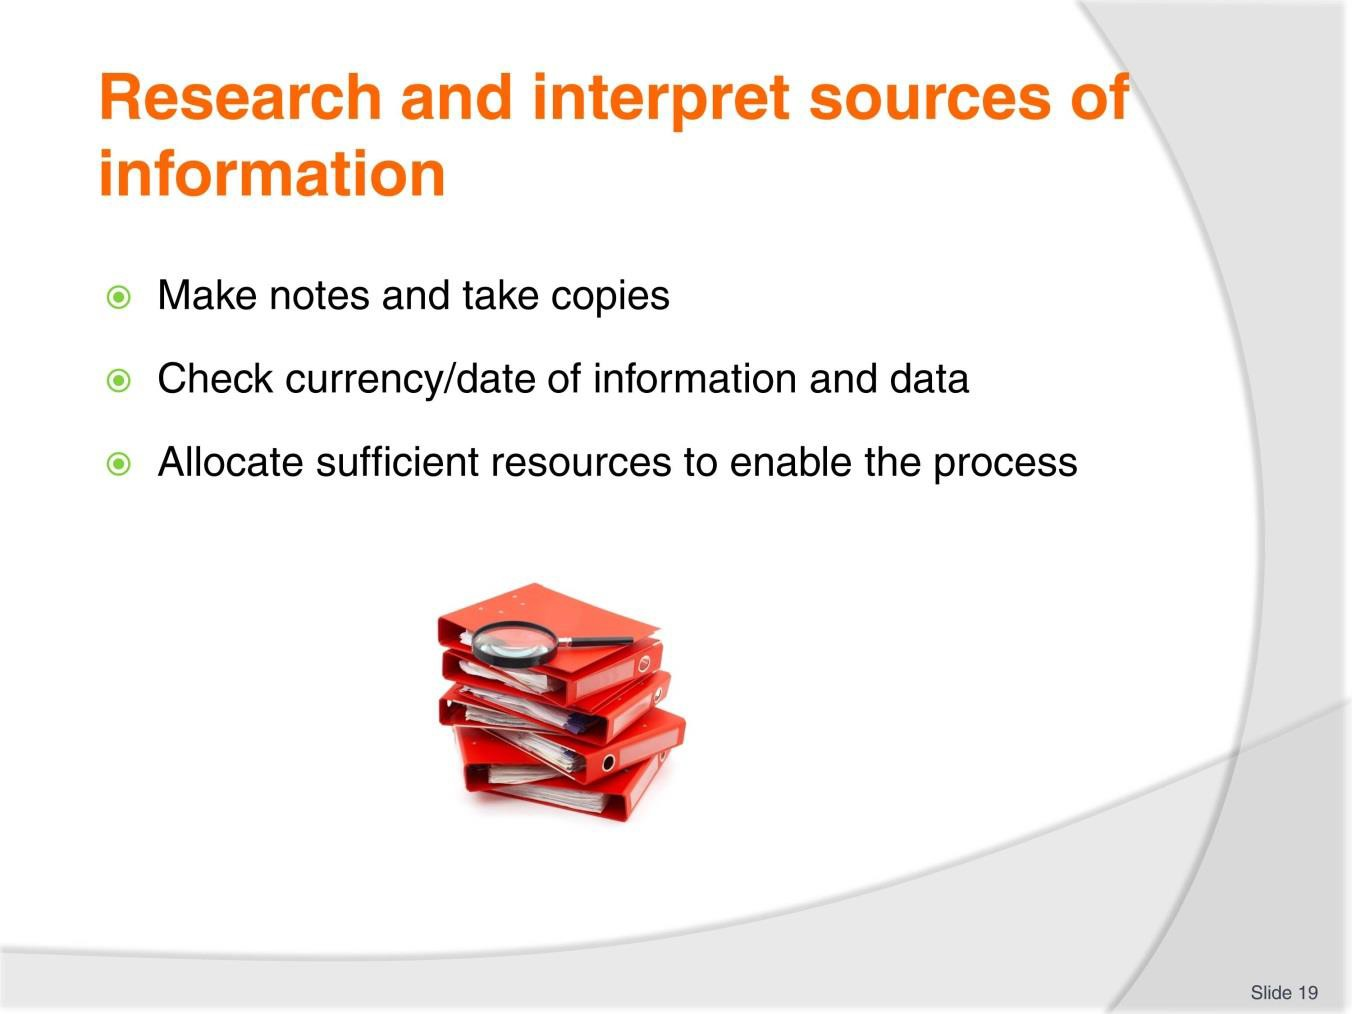 Research and interpret sources of
information
Make notes and take copies
Check currency/date of information and data
Allocate sufficient resources to enable the process
Slide 19